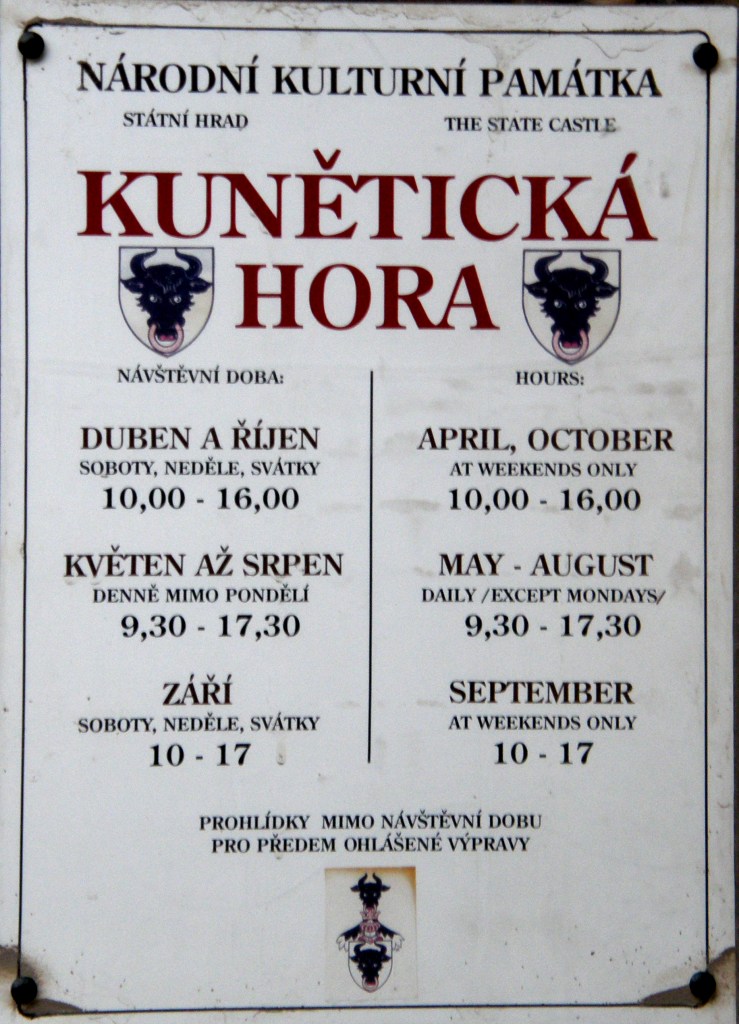 NÁRODNÍ KULTURNÍ PAMÁTKA
STÁTNÍ HRAD
THE STATE CASTLE
KUNĚTICKÁ
HORA
NÁVŠTĚVNÍ DOBA:
DUBEN A ŘÍJEN
SOBOTY, NEDĚLE, SVÁTKY
10,00 - 16,00
KVĚTEN AŽ SRPEN
DENNĚ MIMO PONDĚLÍ
9,30 - 17,30
ZÁŘÍ
SOBOTY, NEDĚLE, SVÁTKY
10 - 17
HOURS:
APRIL, OCTOBER
AT WEEKENDS ONLY
10,00 - 16,00
MAY - AUGUST
DAILY /EXCEPT MONDAYS/
9,30 - 17,30
SEPTEMBER
AT WEEKENDS ONLY
10 - 17
PROHLÍDKY MIMO NÁVŠTĚVNÍ DOBU
PRO PŘEDEM OHLÁŠENÉ VÝPRAVY